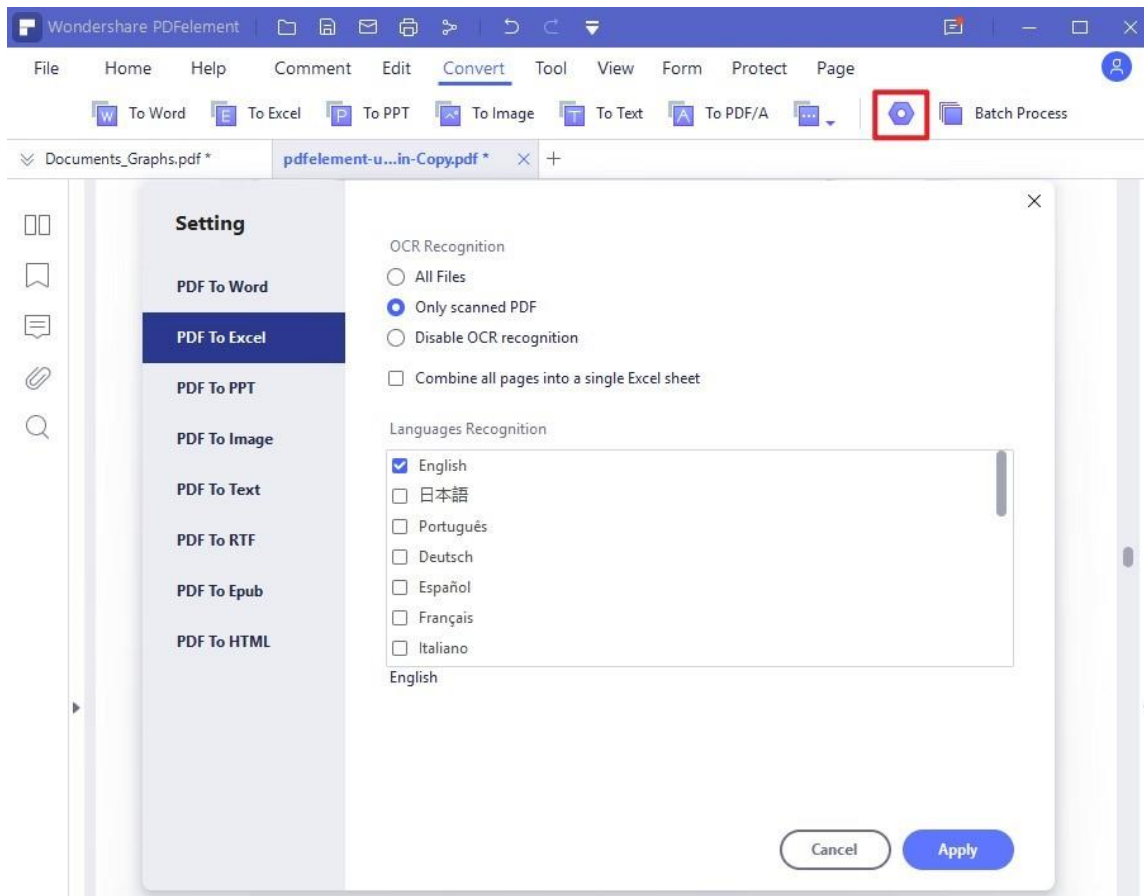 Wondershare PDFelement
File Home Help Comment Edit Convert Tool View Form Protect Page
W To Word E To Excel P To PPT To Image T To Text A To PDF/A Batch Process
Documents_Graphs.pdf * pdfelement-u...in-Copy.pdf *
Setting
PDF To Word
PDF To Excel
PDF To PPT
PDF To Image
PDF To Text
PDF To RTF
PDF To Epub
PDF To HTML
OCR Recognition
All Files
Only scanned PDF
Disable OCR recognition
Combine all pages into a single Excel sheet
Languages Recognition
English
日本語
Português
Deutsch
Español
Français
Italiano
English
Cancel Apply